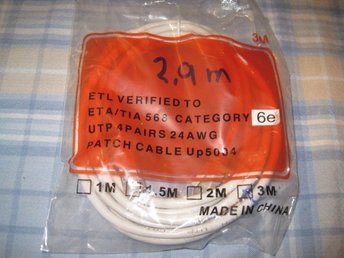 3M
2,9 m
ETL VERIFIED TO
ETA/TIA 568 CATEGORY 6e
UTP 4PAIRS 24AWG
PATCH CABLE Up5004
1M 1.5M 2M 3M
MADE IN CHINA